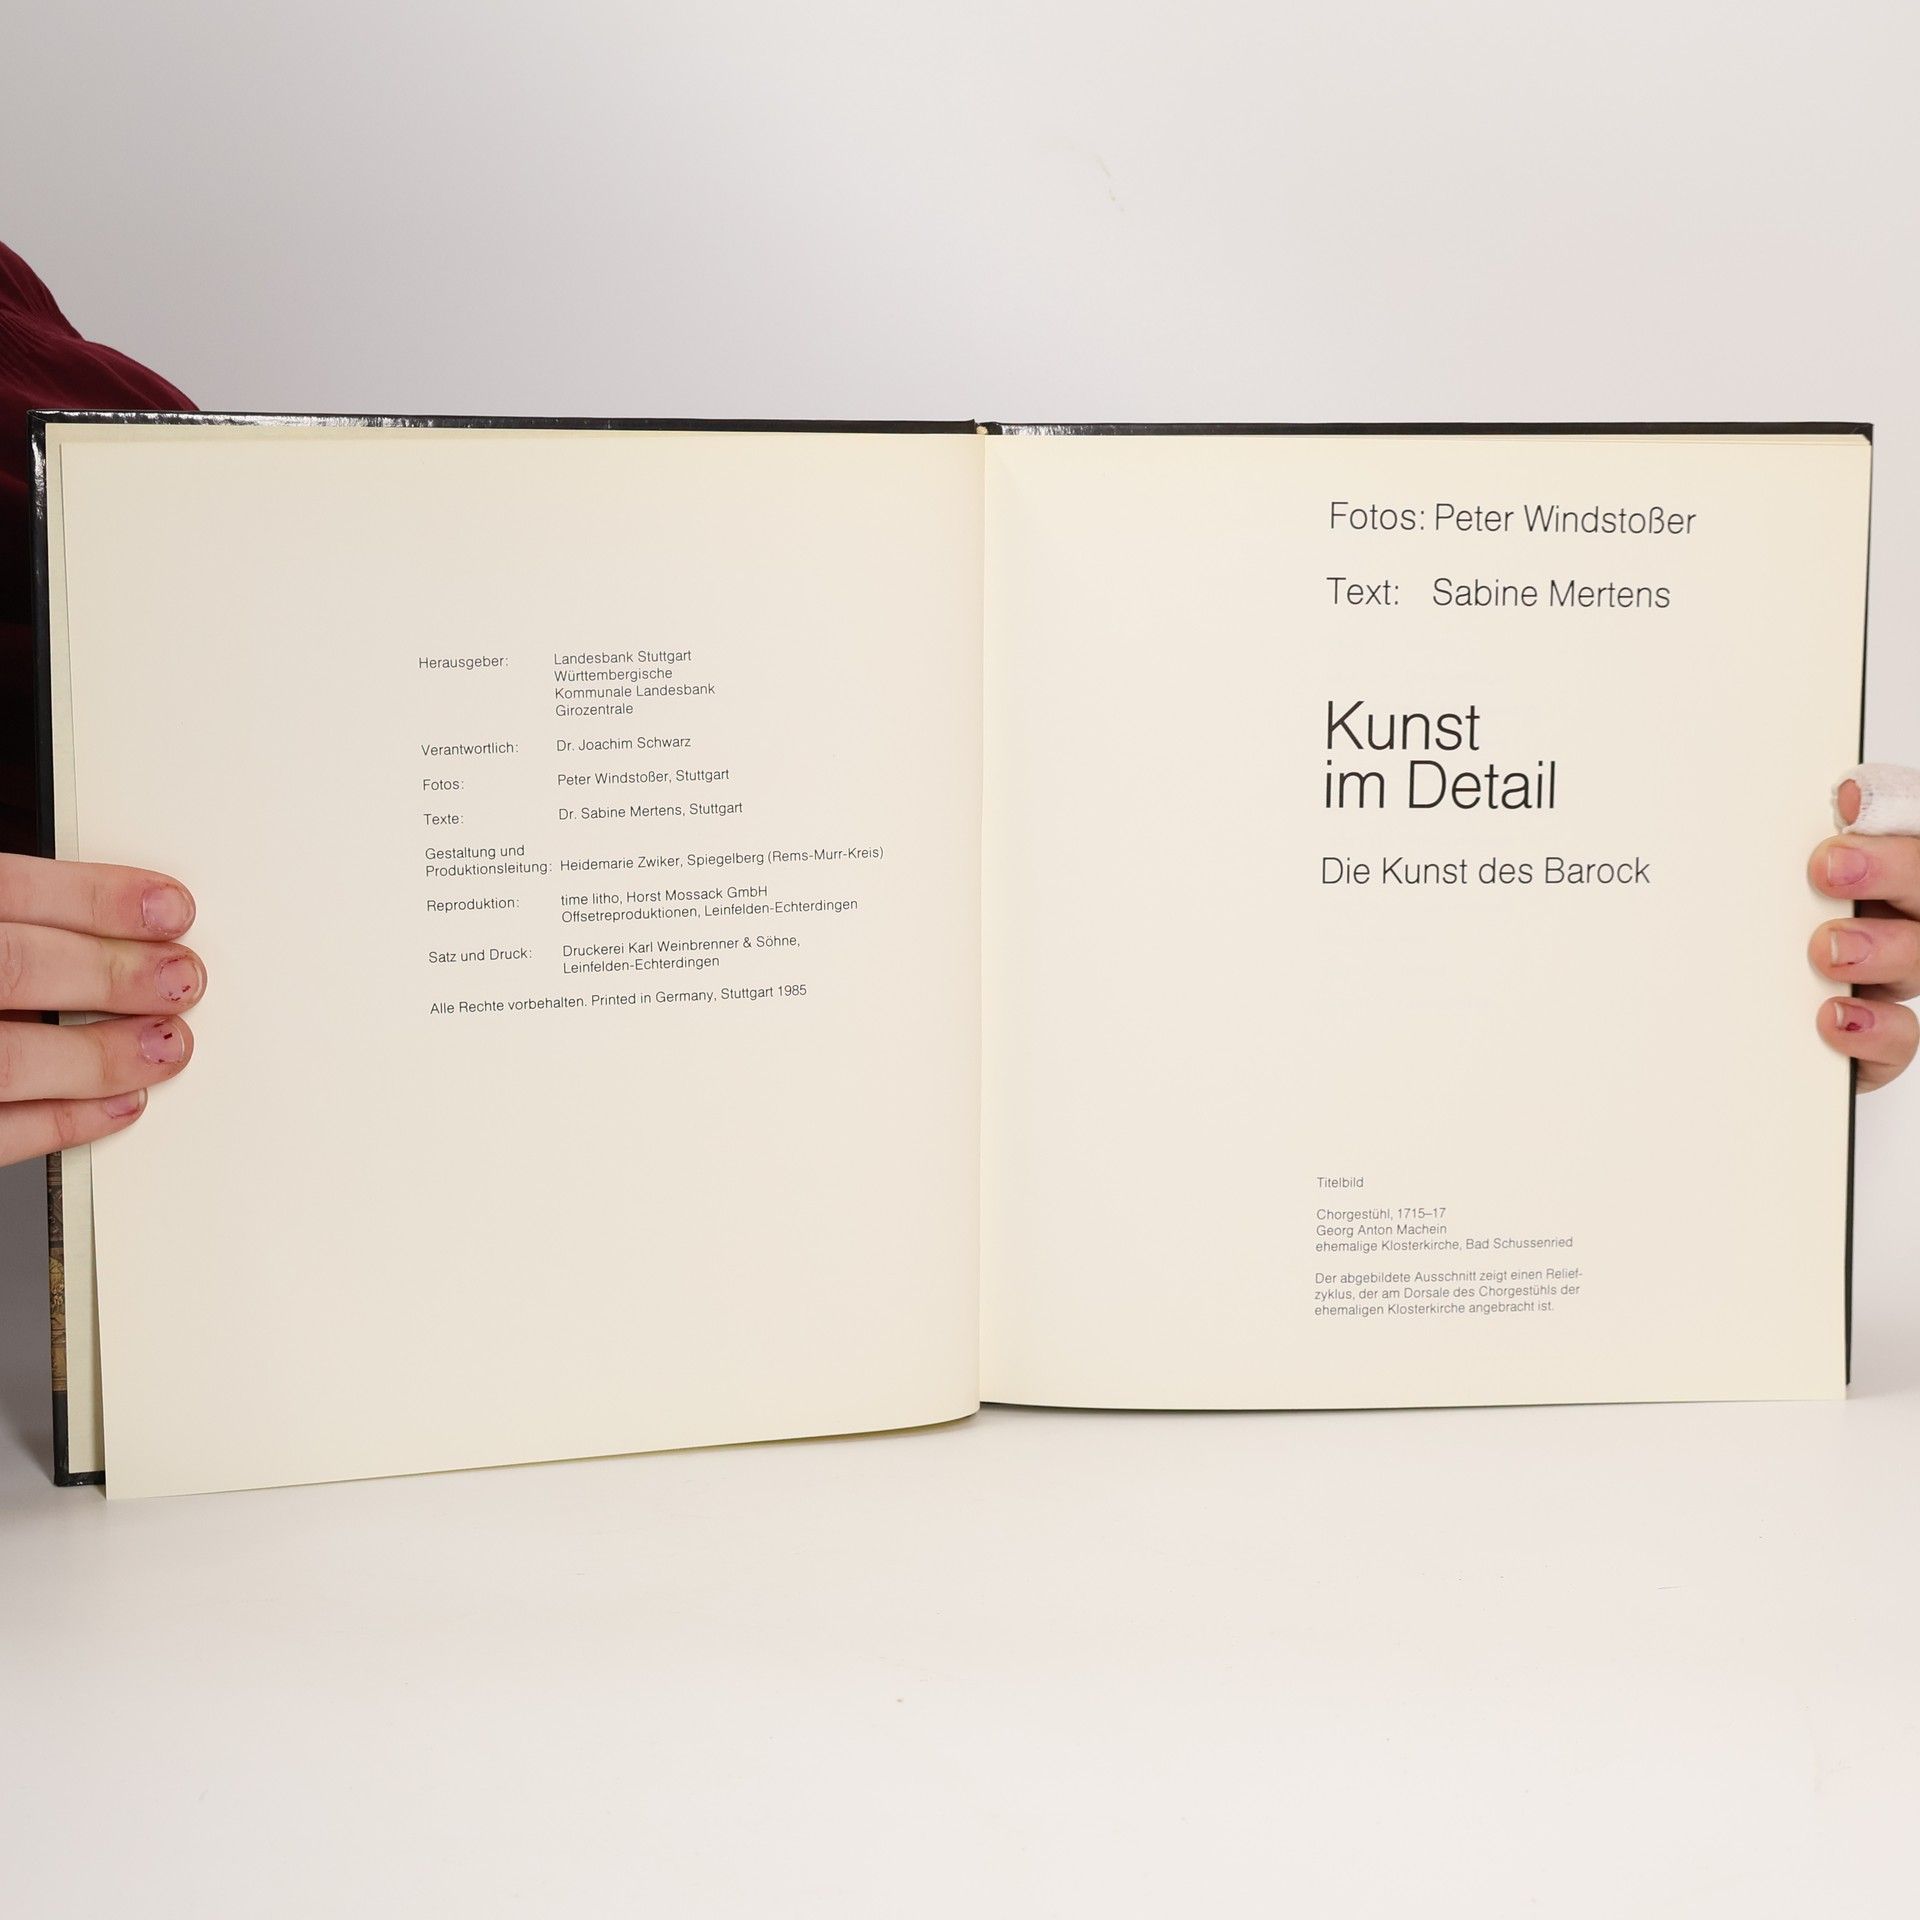 Herausgeber: Landesbank Stuttgart
Württembergische
Kommunale Landesbank
Girozentrale
Verantwortlich: Dr. Joachim Schwarz
Fotos: Peter Windstoßer, Stuttgart
Texte: Dr. Sabine Mertens, Stuttgart
Gestaltung und
Produktionsleitung: Heidemarie Zwiker, Spiegelberg (Rems-Murr-Kreis)
Reproduktion: time litho, Horst Mossack GmbH
Offsetreproduktionen, Leinfelden-Echterdingen
Satz und Druck: Druckerei Karl Weinbrenner & Söhne,
Leinfelden-Echterdingen
Alle Rechte vorbehalten. Printed in Germany, Stuttgart 1985
Fotos: Peter Windstoßer
Text: Sabine Mertens
Kunst
im Detail
Die Kunst des Barock
Titelbild
Chorgestühl, 1715–17
Georg Anton Machein
ehemalige Klosterkirche, Bad Schussenried
Der abgebildete Ausschnitt zeigt einen Relief-
zyklus, der am Dorsale des Chorgestühls der
ehemaligen Klosterkirche angebracht ist.